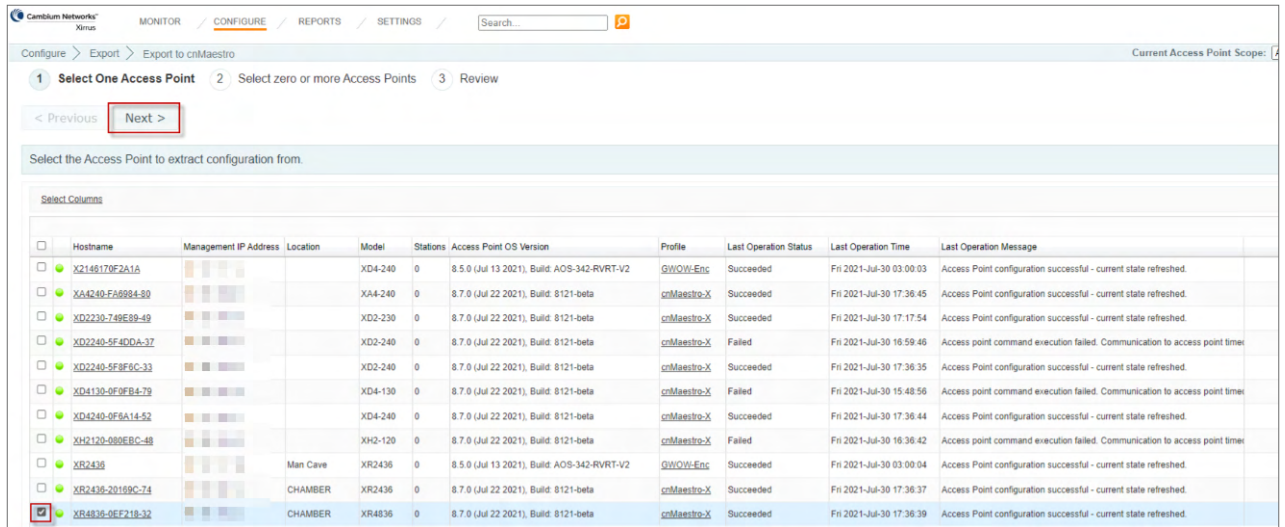 Cambium Networks™
Xirrus
MONITOR / CONFIGURE / REPORTS / SETTINGS / Search...
Configure > Export > Export to cnMaestro Current Access Point Scope: A
1 Select One Access Point 2 Select zero or more Access Points 3 Review
< Previous Next >
Select the Access Point to extract configuration from.
Select Columns
Hostname Management IP Address Location Model Stations Access Point OS Version Profile Last Operation Status Last Operation Time Last Operation Message
X2146170F2A1A XD4-240 0 8.5.0 (Jul 13 2021), Build: AOS-342-RVRT-V2 GWOW-Enc Succeeded Fri 2021-Jul-30 03:00:03 Access Point configuration successful - current state refreshed.
XA4240-FA6984-80 XA4-240 0 8.7.0 (Jul 22 2021), Build: 8121-beta cnMaestro-X Succeeded Fri 2021-Jul-30 17:36:45 Access Point configuration successful - current state refreshed.
XD2230-749E89-49 XD2-230 0 8.7.0 (Jul 22 2021), Build: 8121-beta cnMaestro-X Succeeded Fri 2021-Jul-30 17:17:54 Access Point configuration successful - current state refreshed.
XD2240-5F4DDA-37 XD2-240 0 8.7.0 (Jul 22 2021), Build: 8121-beta cnMaestro-X Failed Fri 2021-Jul-30 16:59:46 Access point command execution failed. Communication to access point timed
XD2240-5F8F6C-33 XD2-240 0 8.7.0 (Jul 22 2021), Build: 8121-beta cnMaestro-X Succeeded Fri 2021-Jul-30 17:36:35 Access Point configuration successful - current state refreshed.
XD4130-0F0FB4-79 XD4-130 0 8.7.0 (Jul 22 2021), Build: 8121-beta cnMaestro-X Failed Fri 2021-Jul-30 15:48:56 Access point command execution failed. Communication to access point timed
XD4240-0F6A14-52 XD4-240 0 8.7.0 (Jul 22 2021), Build: 8121-beta cnMaestro-X Succeeded Fri 2021-Jul-30 17:36:44 Access Point configuration successful - current state refreshed.
XH2120-080EBC-48 XH2-120 0 8.7.0 (Jul 22 2021), Build: 8121-beta cnMaestro-X Failed Fri 2021-Jul-30 16:36:42 Access point command execution failed. Communication to access point timed
XR2436 Man Cave XR2436 0 8.5.0 (Jul 13 2021), Build: AOS-342-RVRT-V2 GWOW-Enc Succeeded Fri 2021-Jul-30 03:00:04 Access Point configuration successful - current state refreshed.
XR2436-20169C-74 CHAMBER XR2436 0 8.7.0 (Jul 22 2021), Build: 8121-beta cnMaestro-X Succeeded Fri 2021-Jul-30 17:36:37 Access Point configuration successful - current state refreshed.
XR4836-0EF218-32 CHAMBER XR4836 0 8.7.0 (Jul 22 2021), Build: 8121-beta cnMaestro-X Succeeded Fri 2021-Jul-30 17:36:39 Access Point configuration successful - current state refreshed.